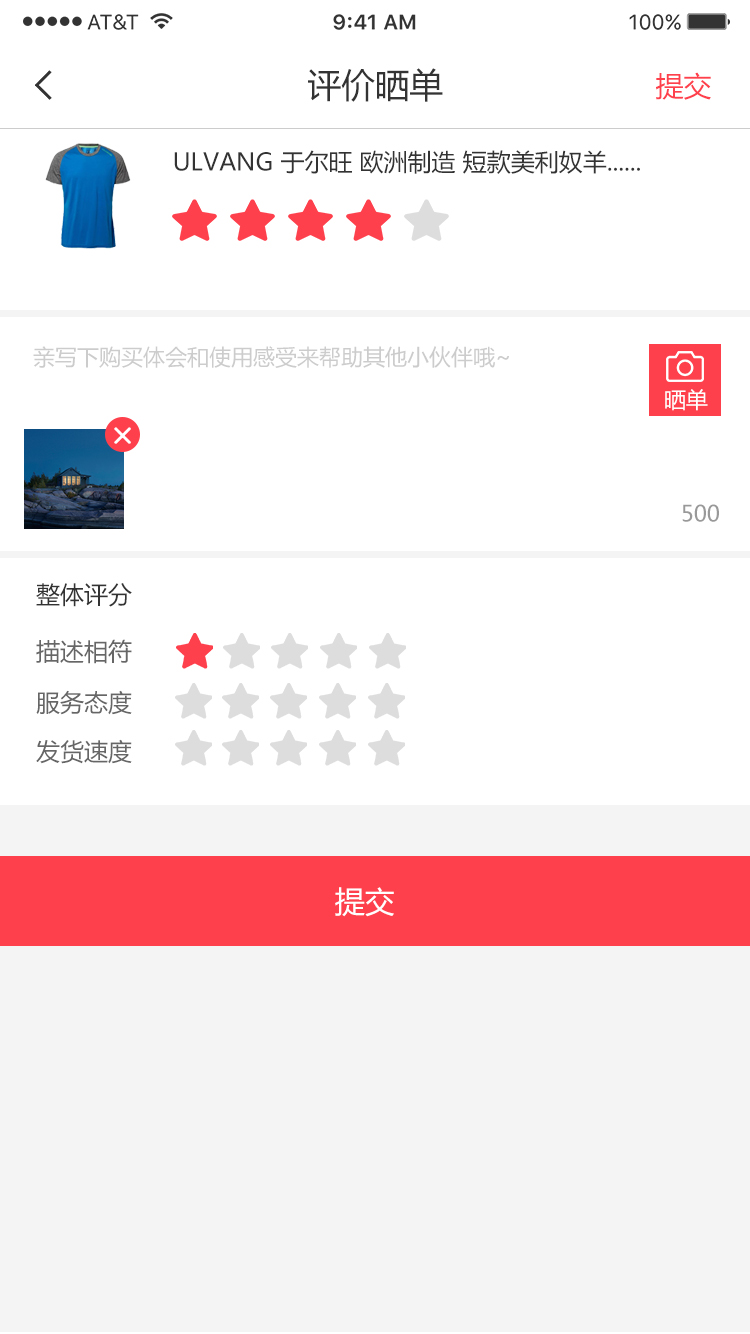 ●●●●● AT&T 9:41 AM 100%
评价晒单 提交
ULVANG 于尔旺 欧洲制造 短款美利奴羊......
亲写下购买体会和使用感受来帮助其他小伙伴哦~
晒单
500
整体评分
描述相符
服务态度
发货速度
提交